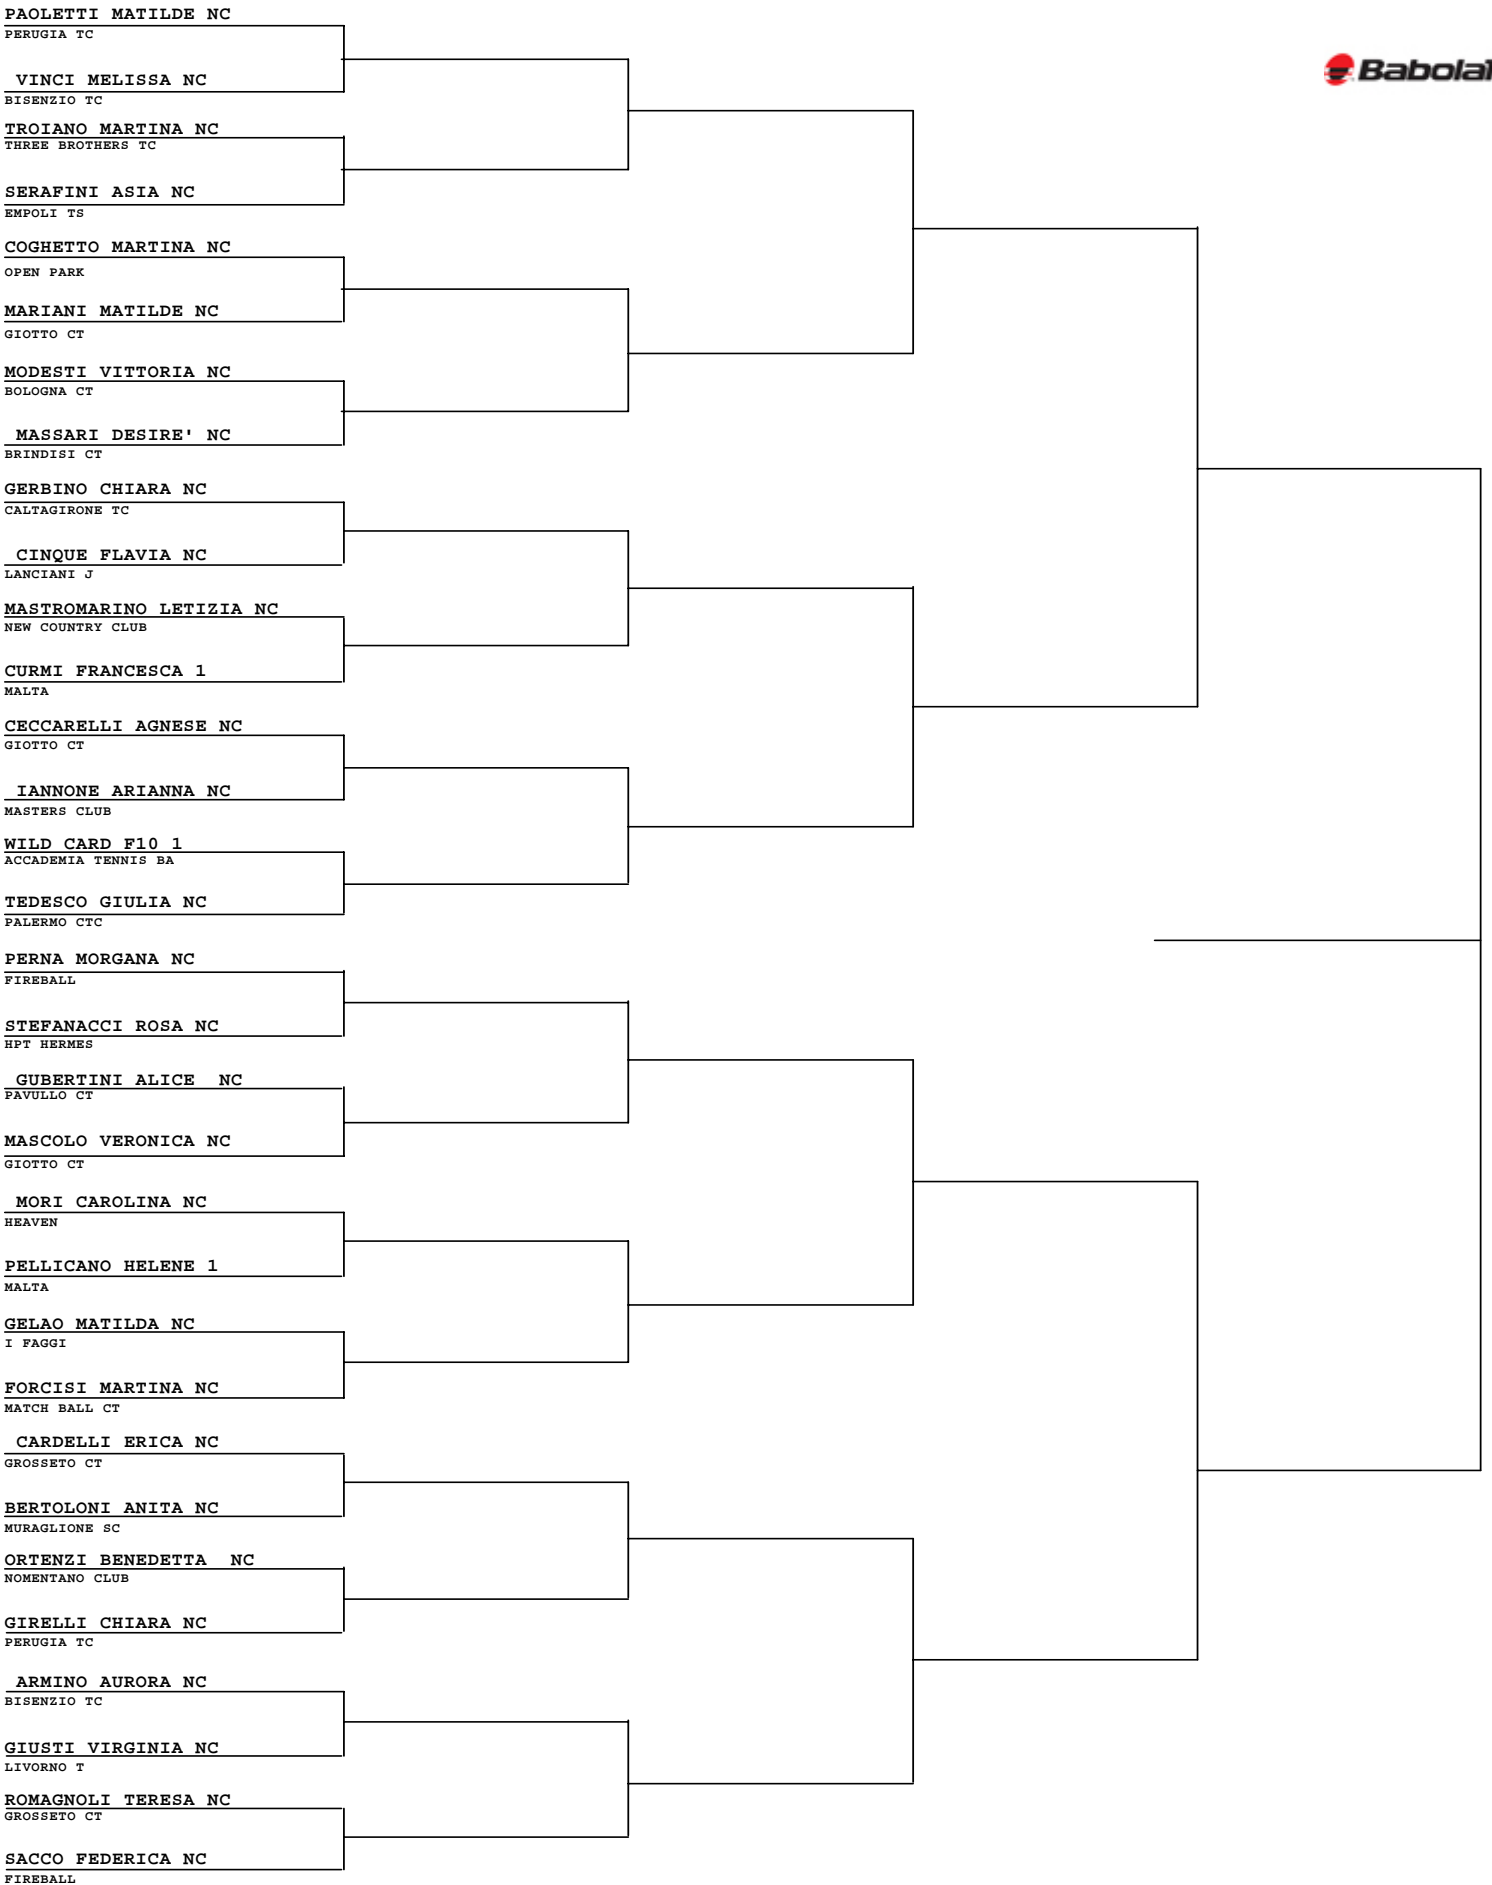 PAOLETTI MATILDE NC
PERUGIA TC
Babolat
VINCI MELISSA NC
BISENZIO TC
TROIANO MARTINA NC
THREE BROTHERS TC
SERAFINI ASIA NC
EMPOLI TS
COGHETTO MARTINA NC
OPEN PARK
MARIANI MATILDE NC
GIOTTO CT
MODESTI VITTORIA NC
BOLOGNA CT
MASSARI DESIRE' NC
BRINDISI CT
GERBINO CHIARA NC
CALTAGIRONE TC
CINQUE FLAVIA NC
LANCIANI J
MASTROMARINO LETIZIA NC
NEW COUNTRY CLUB
CURMI FRANCESCA 1
MALTA
CECCARELLI AGNESE NC
GIOTTO CT
IANNONE ARIANNA NC
MASTERS CLUB
WILD CARD F10 1
ACCADEMIA TENNIS BA
TEDESCO GIULIA NC
PALERMO CTC
PERNA MORGANA NC
FIREBALL
STEFANACCI ROSA NC
HPT HERMES
GUBERTINI ALICE  NC
PAVULLO CT
MASCOLO VERONICA NC
GIOTTO CT
MORI CAROLINA NC
HEAVEN
PELLICANO HELENE 1
MALTA
GELAO MATILDA NC
I FAGGI
FORCISI MARTINA NC
MATCH BALL CT
CARDELLI ERICA NC
GROSSETO CT
BERTOLONI ANITA NC
MURAGLIONE SC
ORTENZI BENEDETTA  NC
NOMENTANO CLUB
GIRELLI CHIARA NC
PERUGIA TC
ARMINO AURORA NC
BISENZIO TC
GIUSTI VIRGINIA NC
LIVORNO T
ROMAGNOLI TERESA NC
GROSSETO CT
SACCO FEDERICA NC
FIREBALL